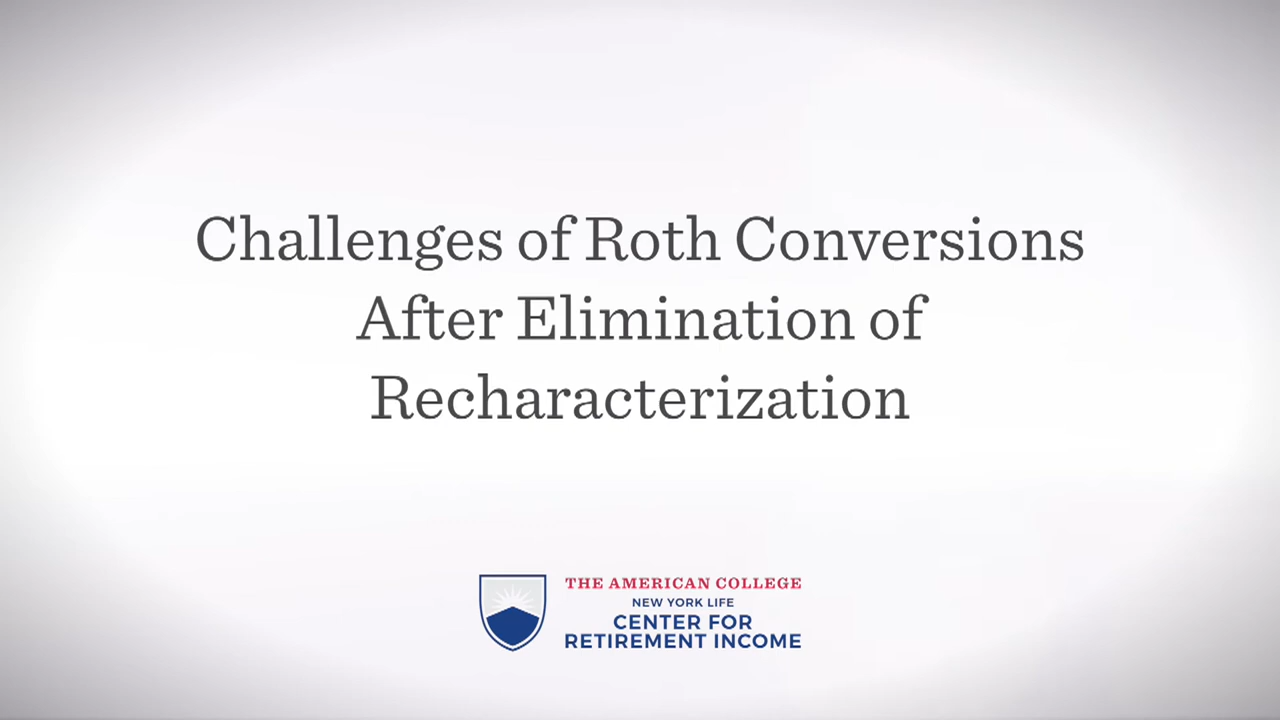 Challenges of Roth Conversions
After Elimination of
Recharacterization
THE AMERICAN COLLEGE
NEW YORK LIFE
CENTER FOR
RETIREMENT INCOME